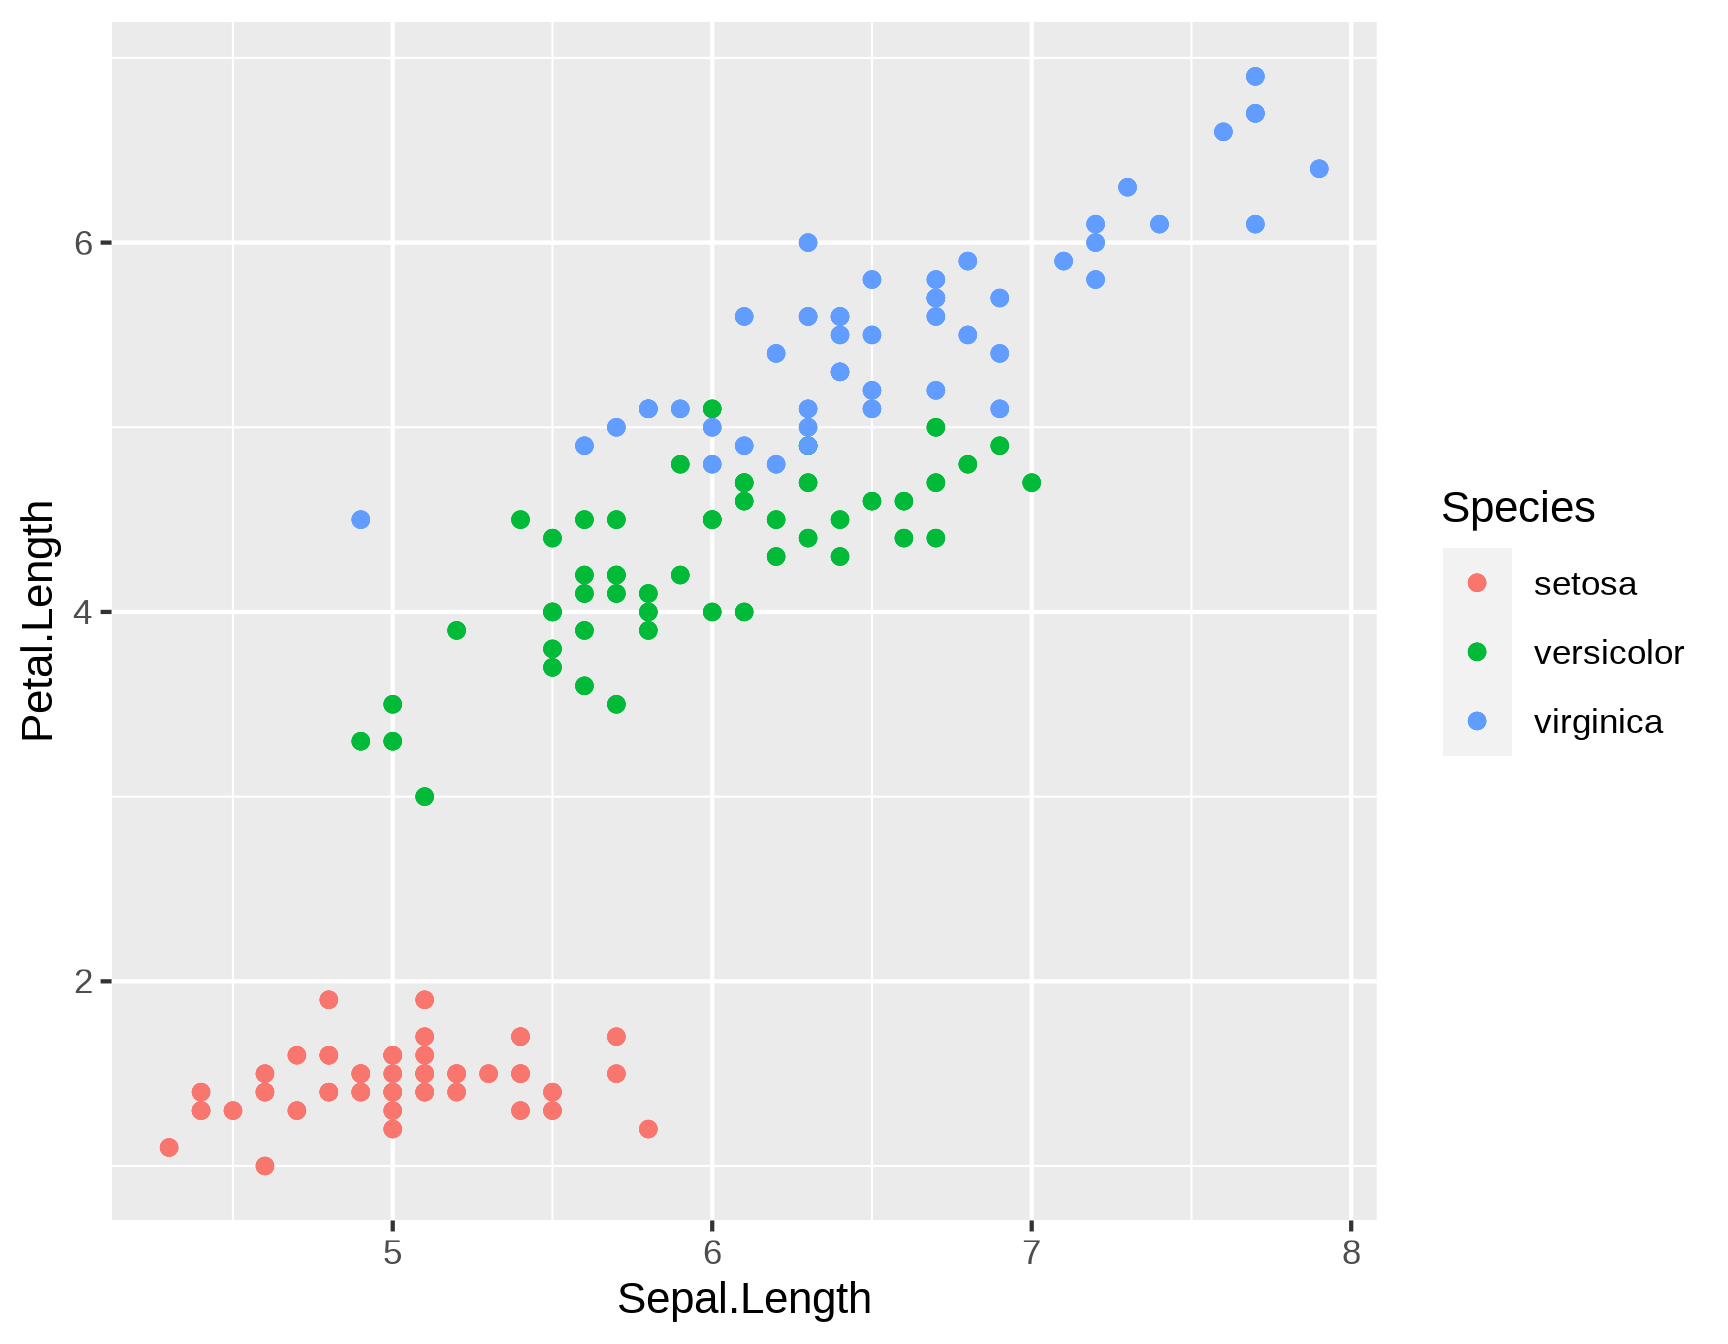 6
4
2
5 6 7 8
Sepal.Length
Petal.Length
Species
setosa
versicolor
virginica